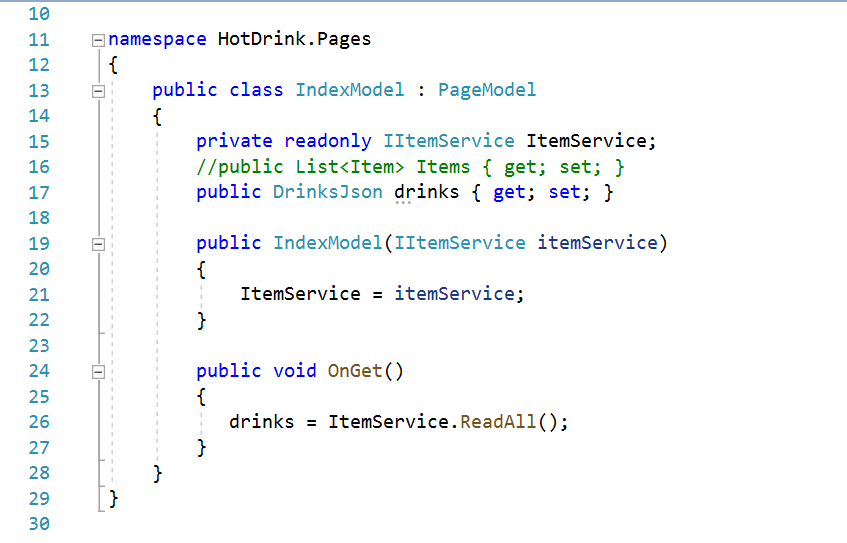 10
11 namespace HotDrink.Pages
12 {
13 public class IndexModel : PageModel
14 {
15 private readonly IItemService ItemService;
16 //public List<Item> Items { get; set; }
17 public DrinksJson drinks { get; set; }
18
19 public IndexModel(IItemService itemService)
20 {
21 ItemService = itemService;
22 }
23
24 public void OnGet()
25 {
26 drinks = ItemService.ReadAll();
27 }
28 }
29 }
30